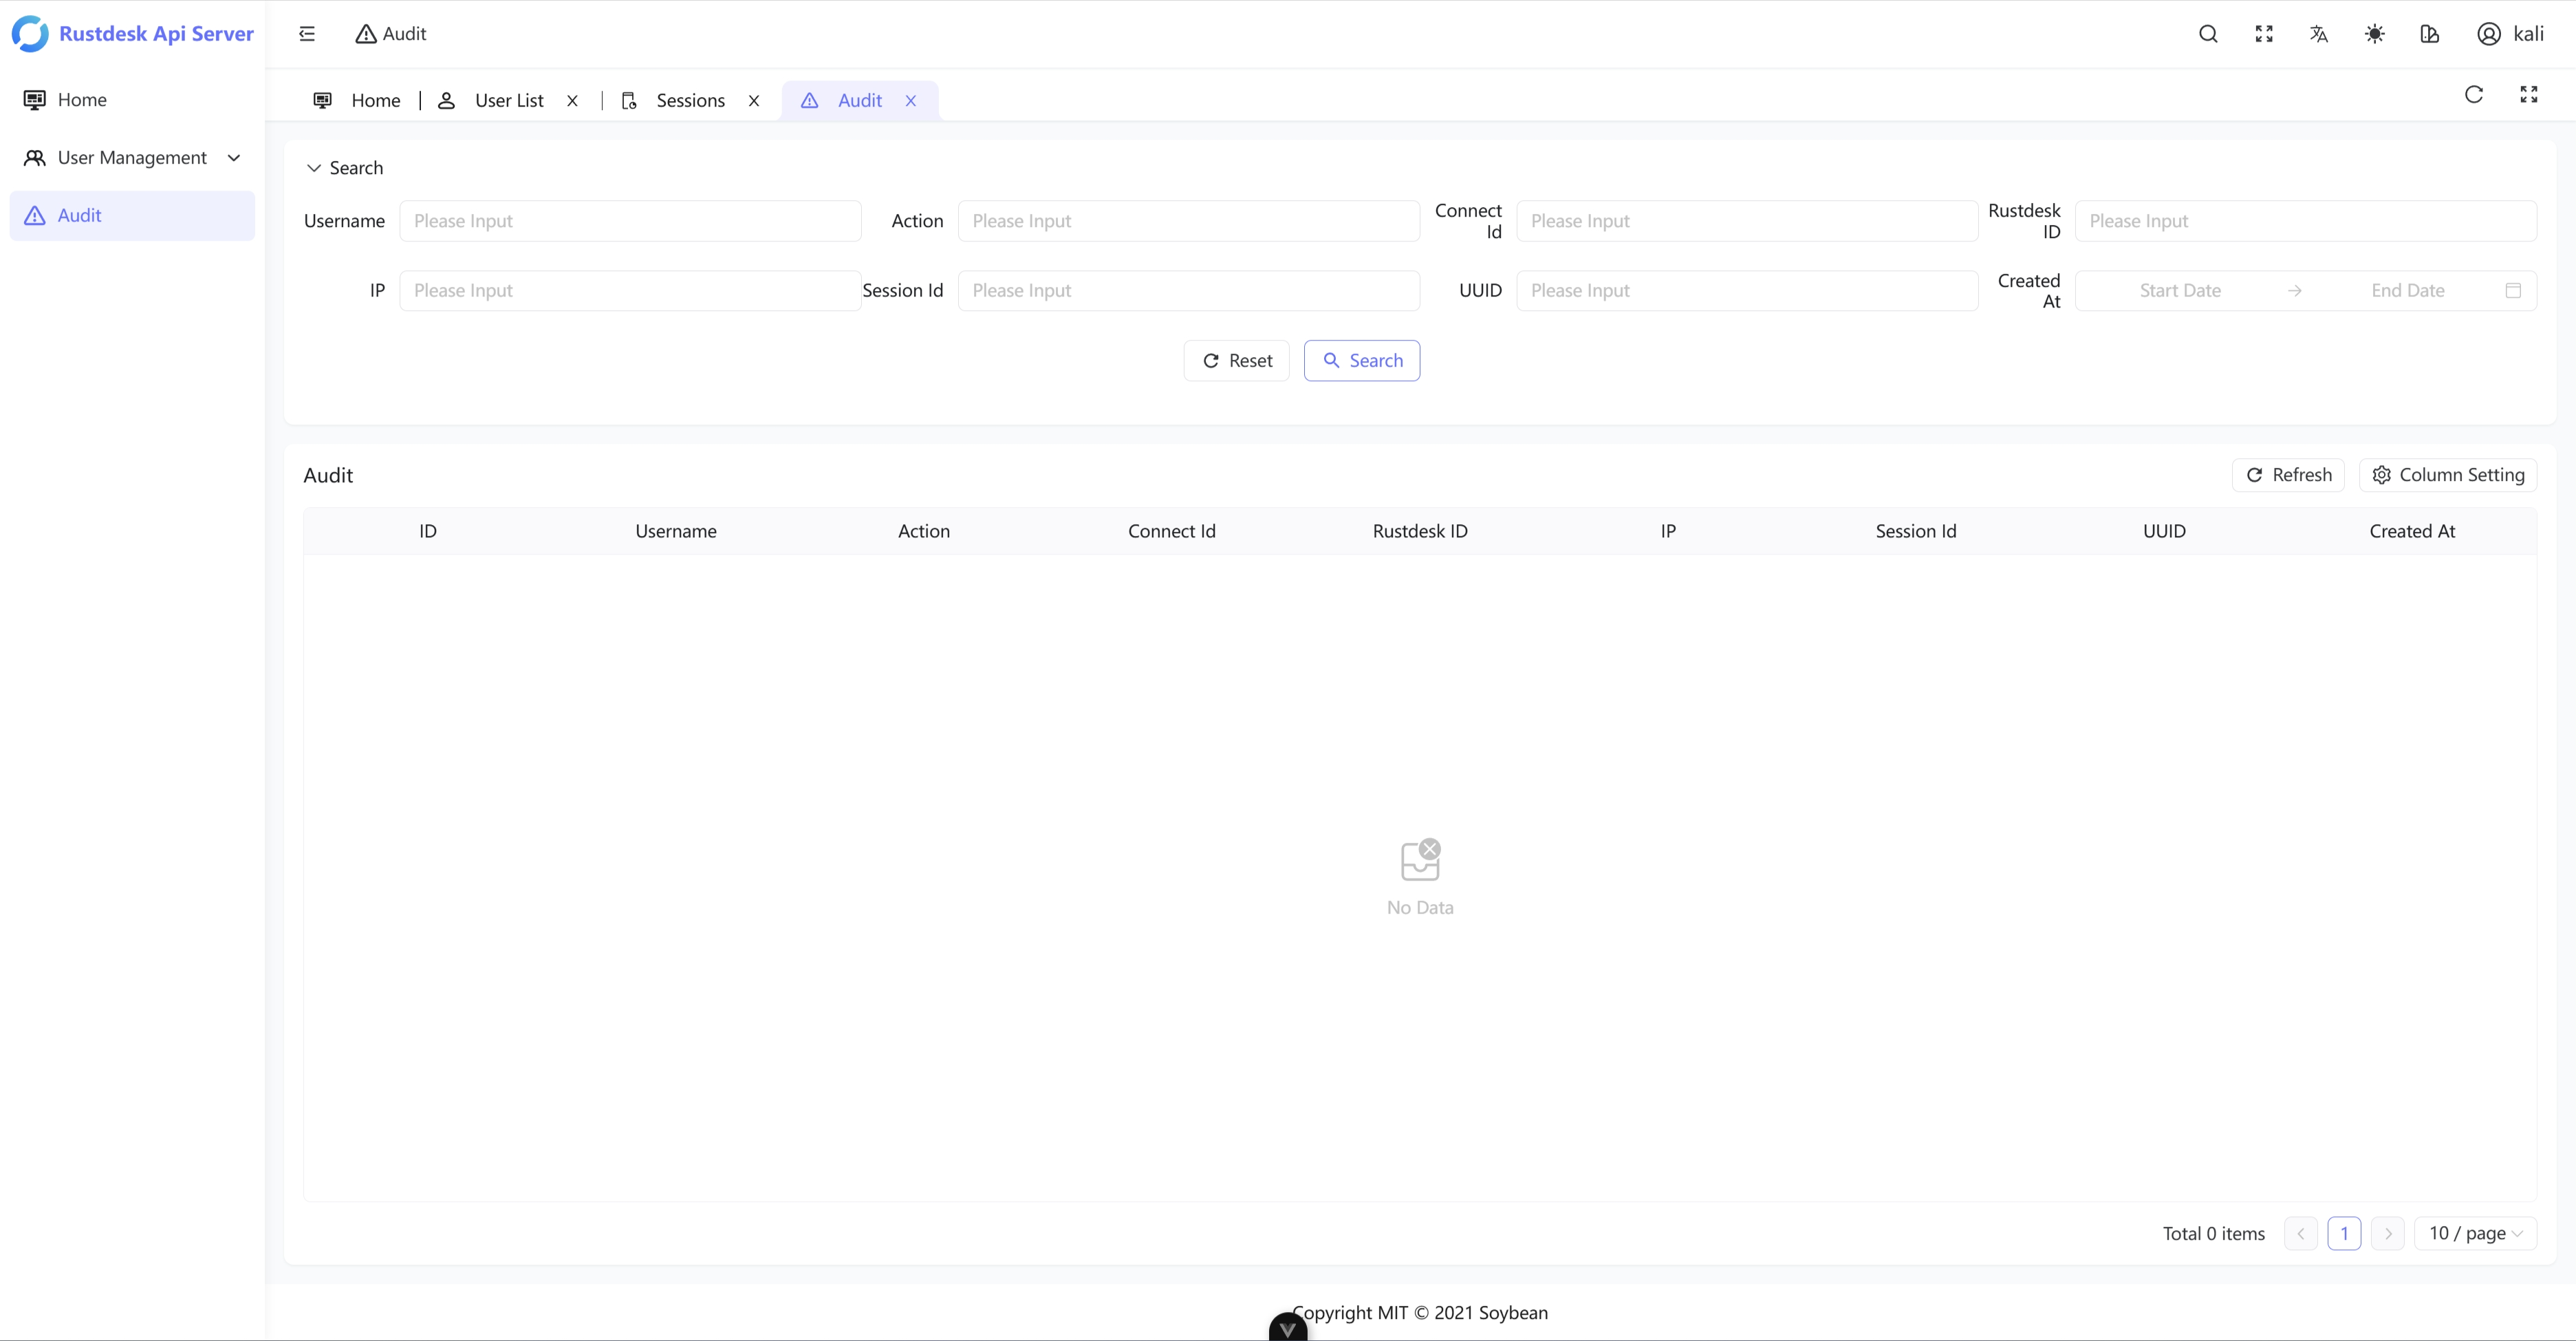 Rustdesk Api Server
Audit
kali
Home
User Management
Audit
Home | User List X | Sessions X Audit X
Search
Username Please Input Action Please Input Connect Id Please Input Rustdesk ID Please Input
IP Please Input Session Id Please Input UUID Please Input Created At Start Date → End Date
Reset Search
Audit Refresh Column Setting
ID Username Action Connect Id Rustdesk ID IP Session Id UUID Created At
No Data
Total 0 items 1 10 / page
Copyright MIT © 2021 Soybean